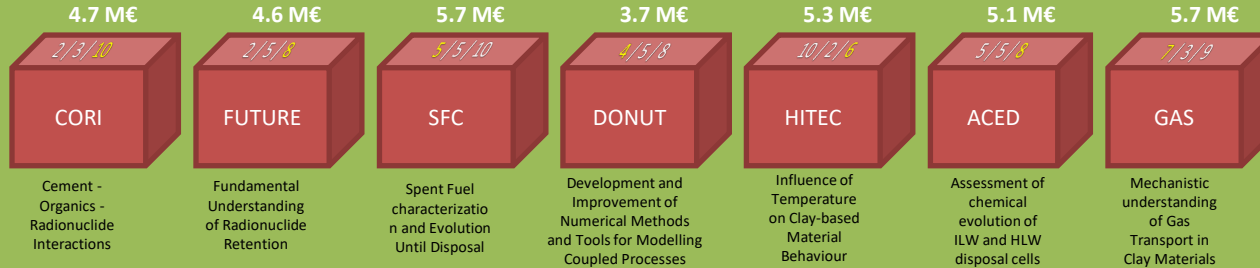 4.7 M€
4.6 M€
5.7 M€
3.7 M€
5.3 M€
5.1 M€
5.7 M€
2/3/10
2/5/8
5/5/10
4/5/8
10/2/6
5/5/8
7/3/9
CORI
FUTURE
SFC
DONUT
HITEC
ACED
GAS
Cement -
Organics -
Radionuclide
Interactions
Fundamental
Understanding
of Radionuclide
Retention
Spent Fuel
characterizatio
n and Evolution
Until Disposal
Development and
Improvement of
Numerical Methods
and Tools for Modelling
Coupled Processes
Influence of
Temperature
on Clay-based
Material
Behaviour
Assessment of
chemical
evolution of
ILW and HLW
disposal cells
Mechanistic
understanding
of Gas
Transport in
Clay Materials